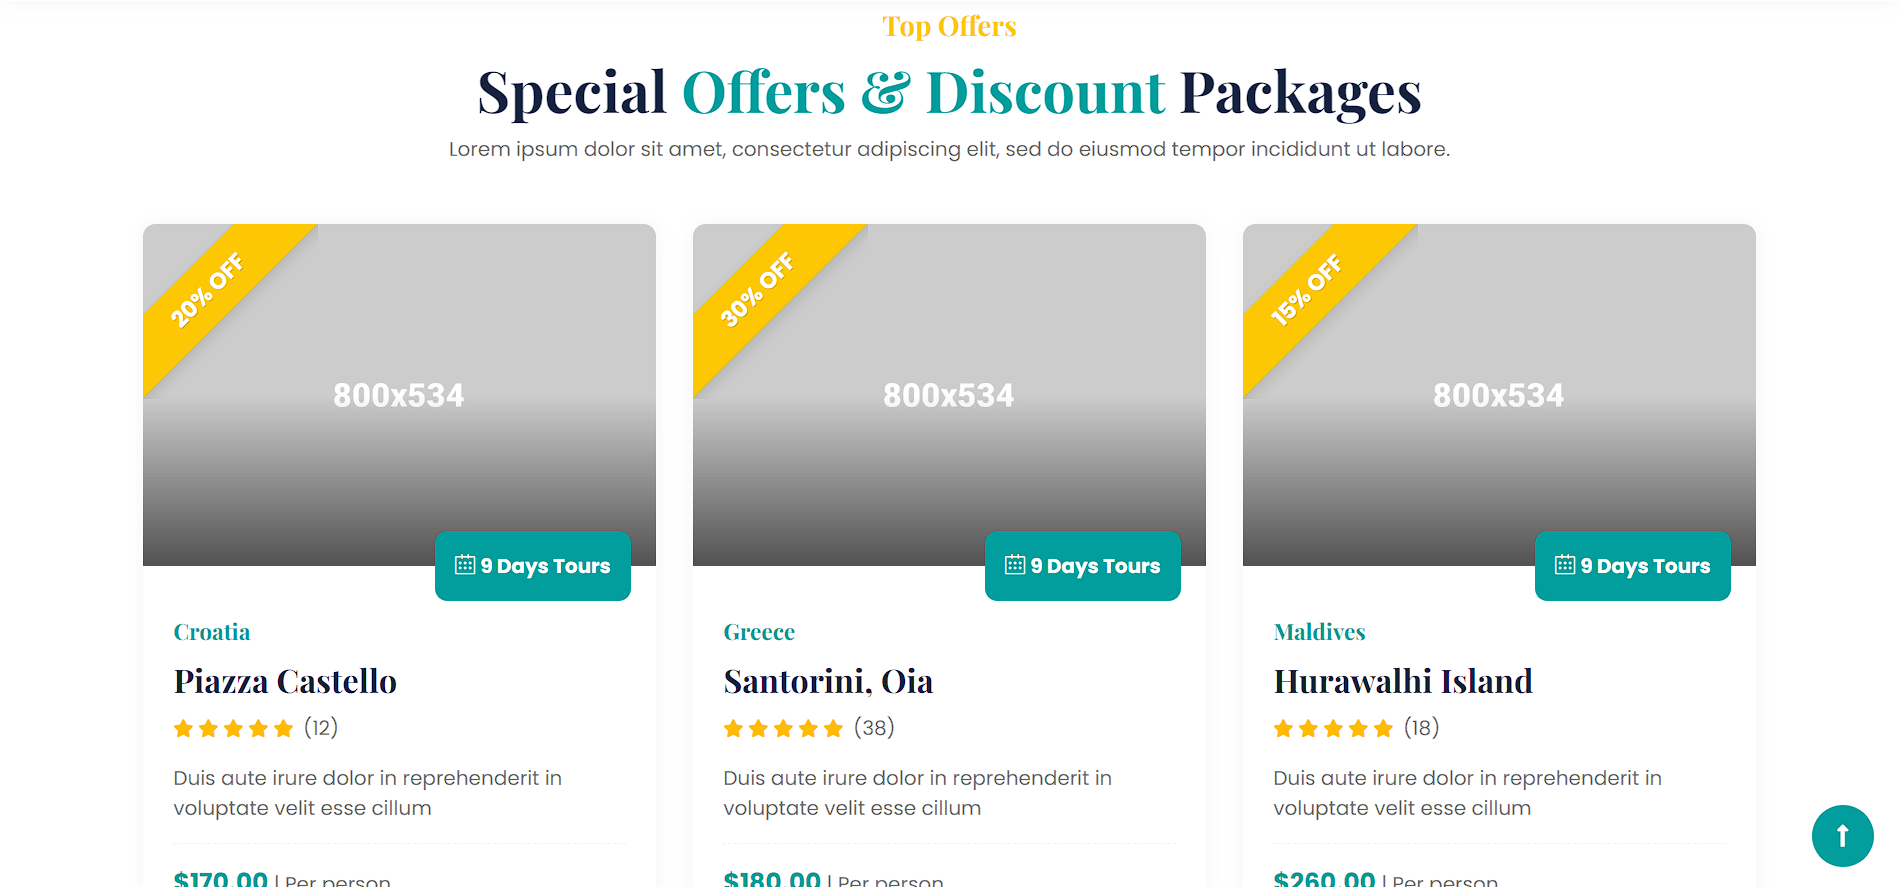 Top Offers
Special Offers & Discount Packages
Lorem ipsum dolor sit amet, consectetur adipiscing elit, sed do eiusmod tempor incididunt ut labore.
20% OFF
800x534
9 Days Tours
Croatia
Piazza Castello
(12)
Duis aute irure dolor in reprehenderit in
voluptate velit esse cillum
$170.00 | Per person
30% OFF
800x534
9 Days Tours
Greece
Santorini, Oia
(38)
Duis aute irure dolor in reprehenderit in
voluptate velit esse cillum
$180.00 | Per person
15% OFF
800x534
9 Days Tours
Maldives
Hurawalhi Island
(18)
Duis aute irure dolor in reprehenderit in
voluptate velit esse cillum
$260.00 | Per person